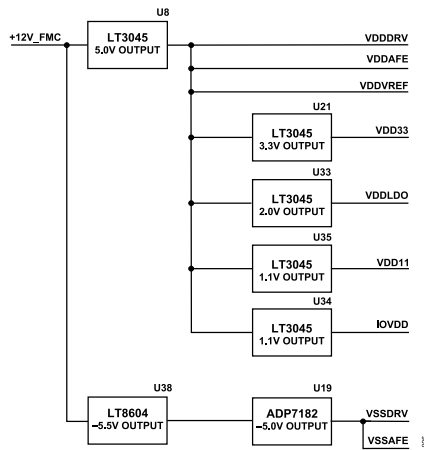 U8
+12V_FMC
LT3045
5.0V OUTPUT
VDDDRV
VDDAFE
VDDVREF
U21
LT3045
3.3V OUTPUT
VDD33
U33
LT3045
2.0V OUTPUT
VDDLDO
U35
LT3045
1.1V OUTPUT
VDD11
U34
LT3045
1.1V OUTPUT
IOVDD
U38
LT8604
–5.5V OUTPUT
U19
ADP7182
–5.0V OUTPUT
VSSDRV
VSSAFE